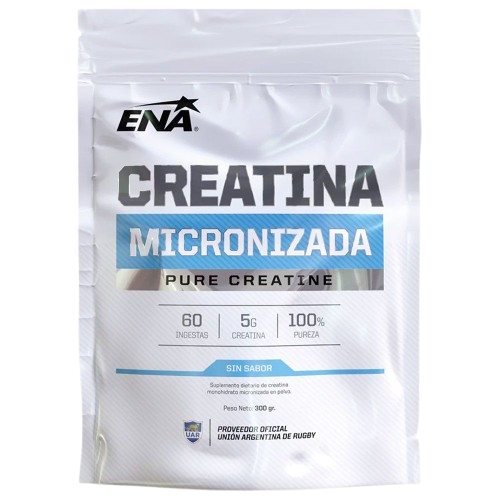 ENA®
CREATINA
MICRONIZADA
PURE CREATINE
60 INGESTAS
5G CREATINA
100% PUREZA
SIN SABOR
Suplemento dietario de creatina
monohidrato micronizada en polvo.
Peso Neto: 300 gr.
UAR
PROVEEDOR OFICIAL
UNIÓN ARGENTINA DE RUGBY